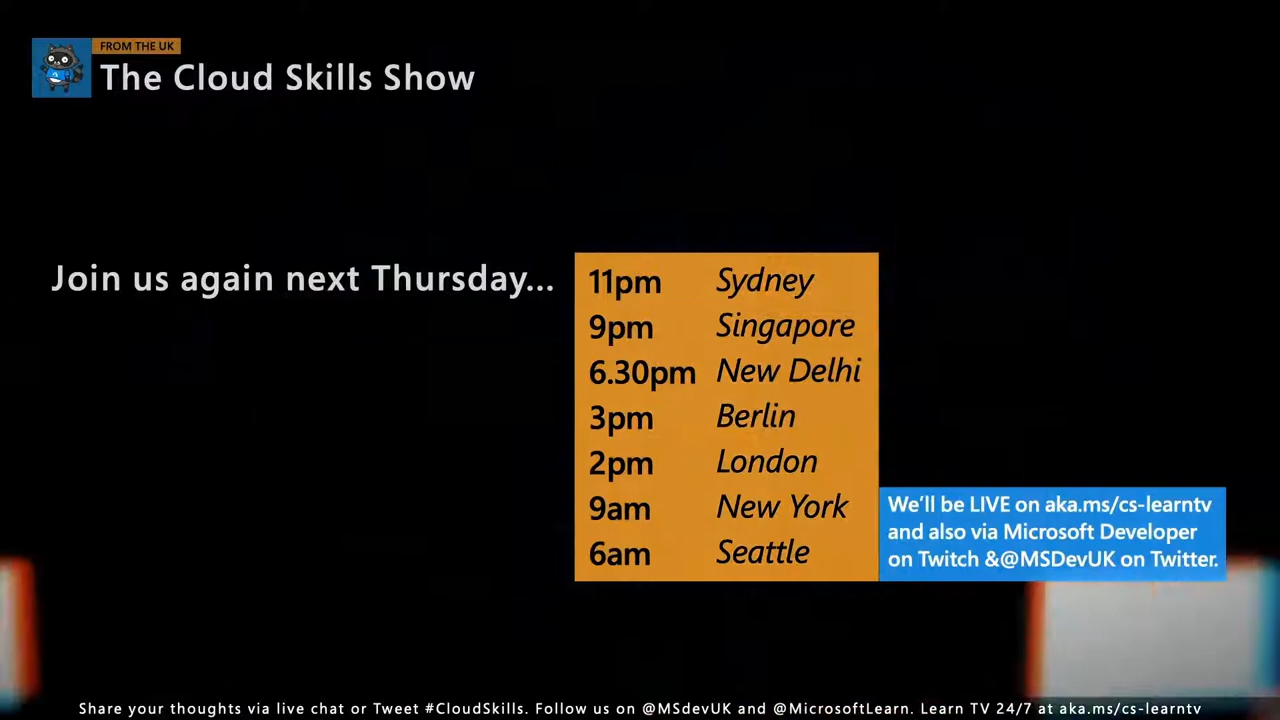 FROM THE UK
The Cloud Skills Show
Join us again next Thursday...
11pm Sydney
9pm Singapore
6.30pm New Delhi
3pm Berlin
2pm London
9am New York
6am Seattle
We'll be LIVE on aka.ms/cs-learntv
and also via Microsoft Developer
on Twitch &@MSDevUK on Twitter.
Share your thoughts via live chat or Tweet #CloudSkills. Follow us on @MSdevUK and @MicrosoftLearn. Learn TV 24/7 at aka.ms/cs-learntv